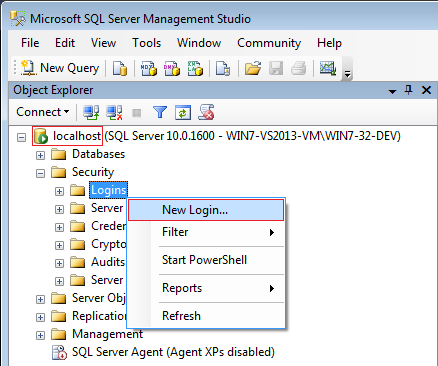 Microsoft SQL Server Management Studio
File Edit View Tools Window Community Help
New Query
Object Explorer
Connect
localhost (SQL Server 10.0.1600 - WIN7-VS2013-VM\WIN7-32-DEV)
Databases
Security
Logins
New Login...
Server
Filter
Creden
Crypto
Start PowerShell
Audits
Server
Reports
Server Obj
Replication
Refresh
Management
SQL Server Agent (Agent XPs disabled)